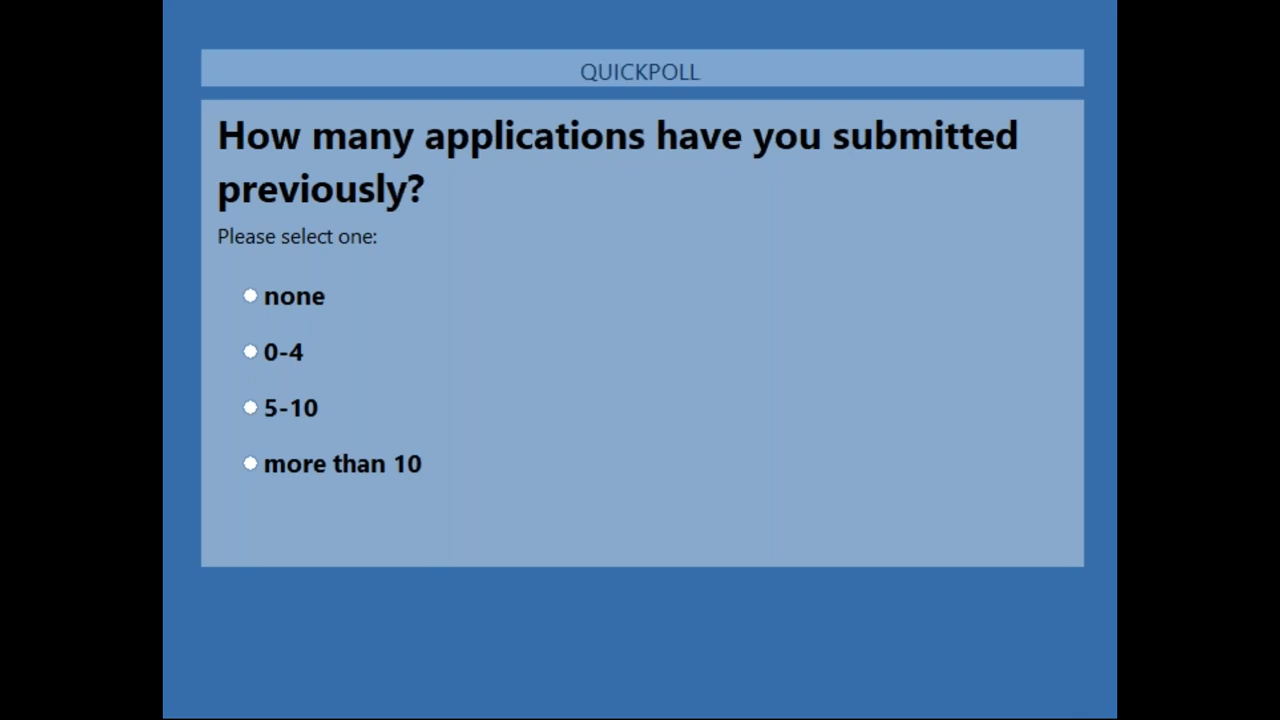 QUICKPOLL
How many applications have you submitted
previously?
Please select one:
none
0-4
5-10
more than 10